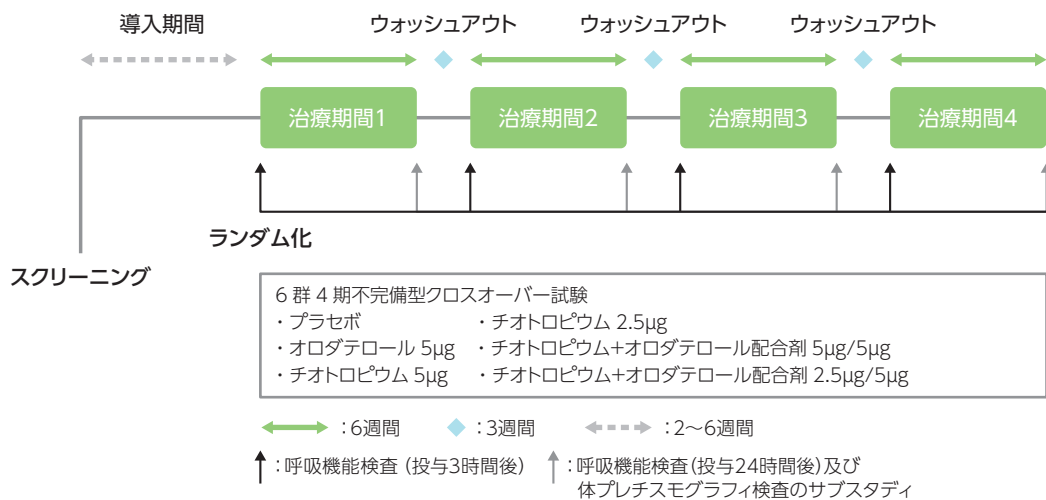 導入期間
ウォッシュアウト
ウォッシュアウト
ウォッシュアウト
治療期間1
治療期間2
治療期間3
治療期間4
ランダム化
スクリーニング
6 群 4 期不完備型クロスオーバー試験
・プラセボ ・チオトロピウム 2.5μg
・オロダテロール 5μg ・チオトロピウム+オロダテロール配合剤 5μg/5μg
・チオトロピウム 5μg ・チオトロピウム+オロダテロール配合剤 2.5μg/5μg
:6週間 :3週間 :2〜6週間
:呼吸機能検査 (投与3時間後) :呼吸機能検査(投与24時間後)及び
体プレチスモグラフィ検査のサブスタディ